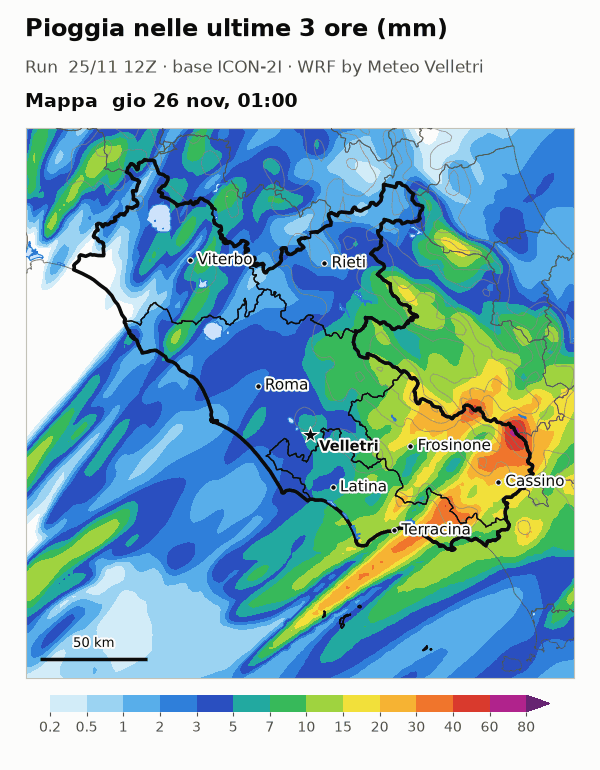 Pioggia nelle ultime 3 ore (mm)
Run  25/11 12Z · base ICON-2I · WRF by Meteo Velletri
Mappa  gio 26 nov, 01:00
Viterbo
Rieti
Roma
Velletri
Frosinone
Cassino
Latina
Terracina
50 km
0.2 0.5 1 2 3 5 7 10 15 20 30 40 60 80